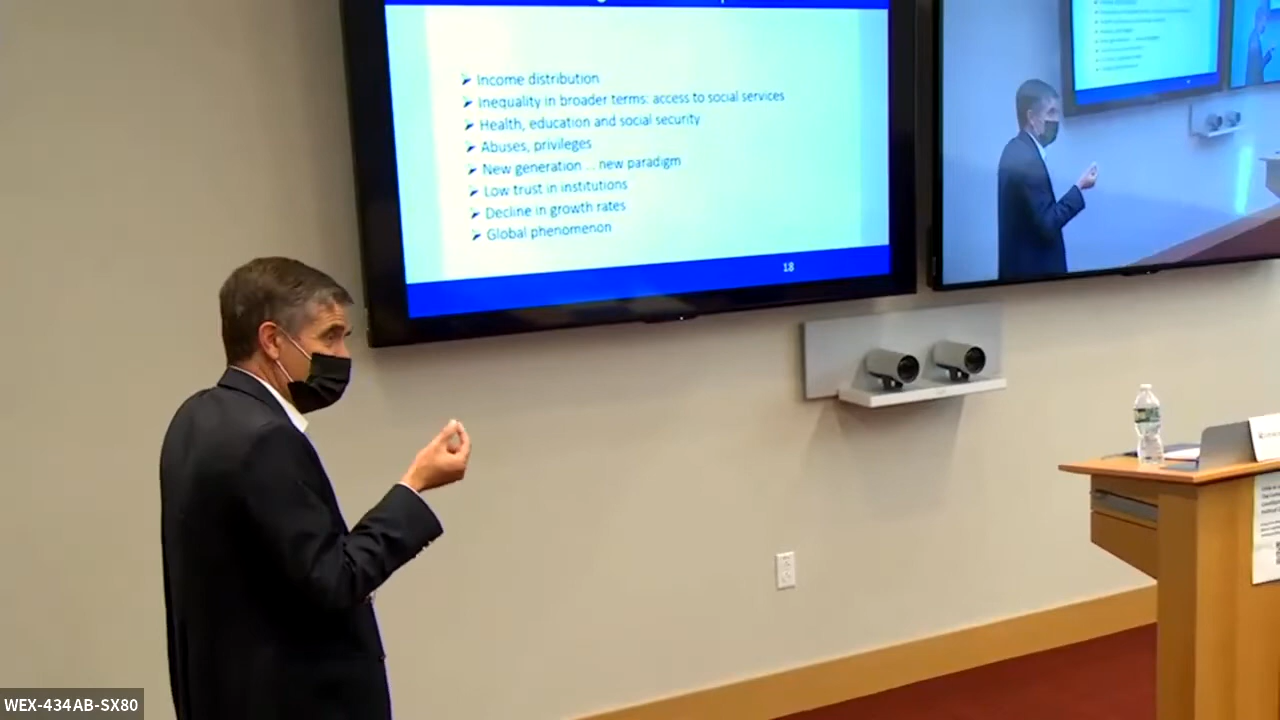 Income distribution
Inequality in broader terms: access to social services
Health, education and social security
Abuses, privileges
New generation ... new paradigm
Low trust in institutions
Decline in growth rates
Global phenomenon
18
WEX-434AB-SX80